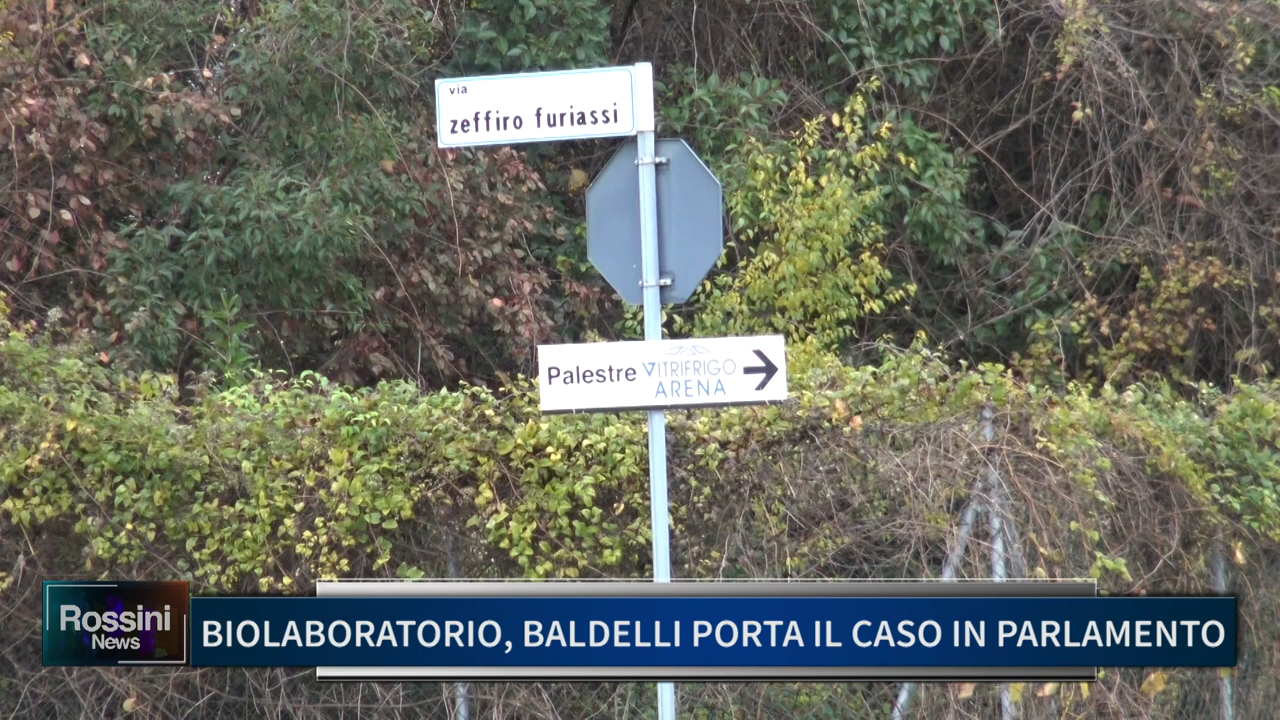 via
zeffiro furiassi
Palestre VITRIFRIGO
ARENA
Rossini
News
BIOLABORATORIO, BALDELLI PORTA IL CASO IN PARLAMENTO